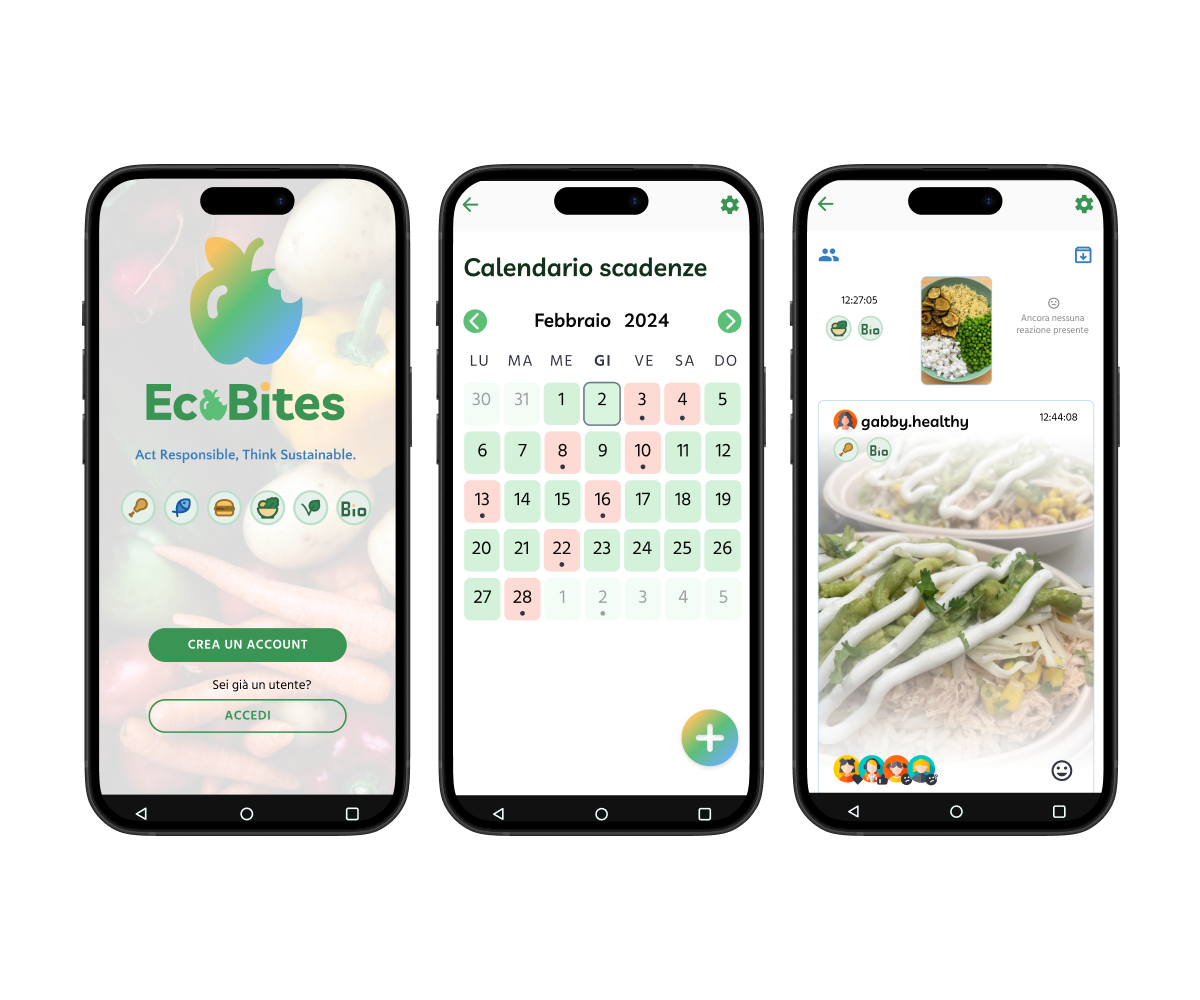 EcoBites
Act Responsible, Think Sustainable.
Bio
CREA UN ACCOUNT
Sei già un utente?
ACCEDI
Calendario scadenze
Febbraio 2024
LU MA ME GI VE SA DO
30 31 1 2 3 4 5
6 7 8 9 10 11 12
13 14 15 16 17 18 19
20 21 22 23 24 25 26
27 28 1 2 3 4 5
12:27:05
Bio
Ancora nessuna
reazione presente
gabby.healthy 12:44:08
Bio